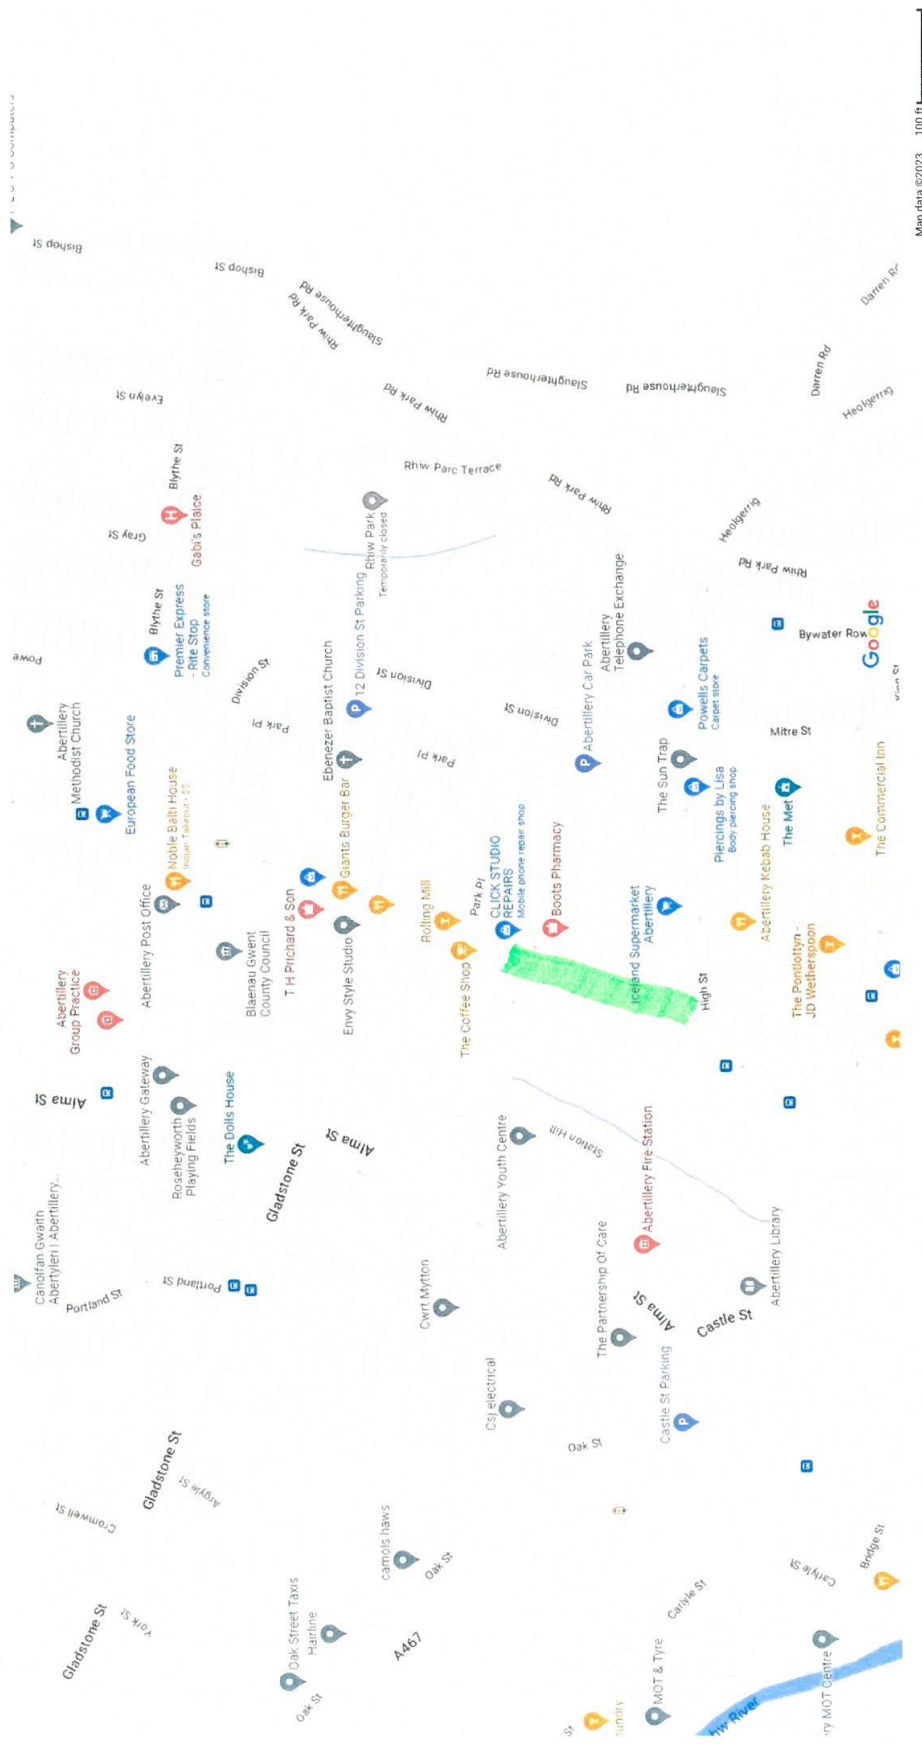 Bishop St
Bishop St
Rhiw Park Rd
Slaughterhouse Rd
Evelyn St
Rhiw Park Rd
Slaughterhouse Rd
Slaughterhouse Rd
Darren Rd
Darren
Heolgerrig
Blythe St
Gray St
Gabi's Plaice
Rhiw Parc Terrace
Rhiw Park Rd
Rhiw Park
Temporarily closed
Heolgerrig
Rhiw Park Rd
Blythe St
Premier Express
- Rite Stop
Convenience store
Powe
Division St
12 Division St Parking
Division St
Abertillery
Telephone Exchange
Bywater Row
Google
Abertillery
Methodist Church
European Food Store
Park Pl
Ebenezer Baptist Church
Park Pl
Division St
Abertillery Car Park
Powells Carpets
Carpet store
Mitre St
The Sun Trap
Piercings by Lisa
Body piercing shop
The Met
The Commercial Inn
Noble Balti House
Indian Takeout • $$
Giants Burger Bar
Abertillery Post Office
T H Prichard & Son
Rolling Mill
Park Pl
CLICK STUDIO
REPAIRS
Mobile phone repair shop
Boots Pharmacy
Iceland Supermarket
Abertillery
Abertillery Kebab House
The Pontlottyn -
JD Wetherspoon
Abertillery
Group Practice
Blaenau Gwent
County Council
Envy Style Studio
The Coffee Shop
High St
Alma St
Abertillery Gateway
Roseheyworth
Playing Fields
The Dolls House
Gladstone St
Alma St
Abertillery Youth Centre
Station Hill
Abertillery Fire Station
Abertillery Library
Canolfan Gwaith
Abertyleri | Abertillery...
Portland St
Portland St
Cwrt Mytton
The Partnership Of Care
Alma St
Castle St
Castle St Parking
Csj electrical
Oak St
Gladstone St
Argyle St
Cromwell St
camols haws
Oak St
Carlyle St
Carlyle St
Bridge St
Gladstone St
York St
Oak Street Taxis
Hairline
Oak St
A467
MOT & Tyre
MOT Centre
River
St
Map data ©2023
100 ft